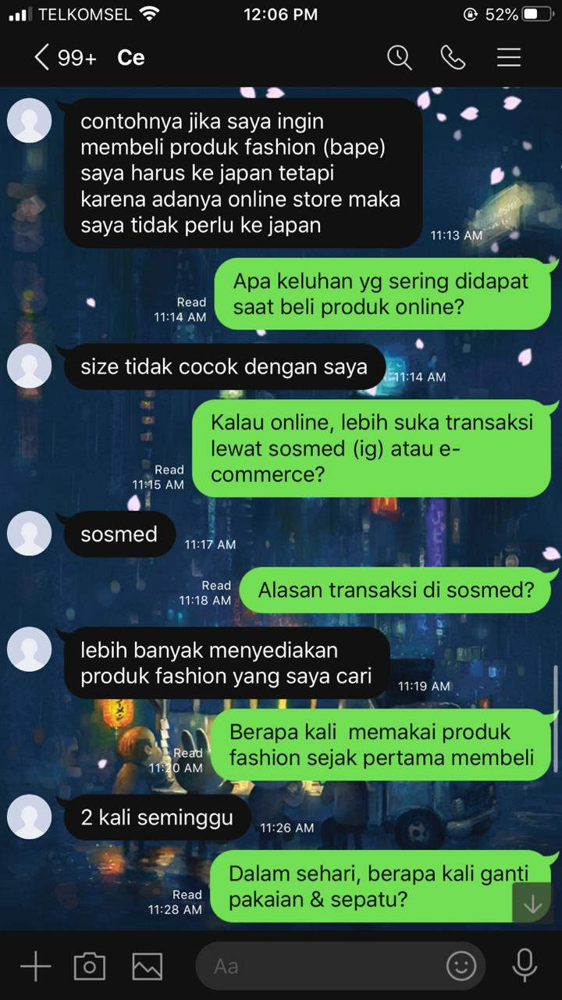 TELKOMSEL 12:06 PM 52%
99+ Ce
contohnya jika saya ingin
membeli produk fashion (bape)
saya harus ke japan tetapi
karena adanya online store maka
saya tidak perlu ke japan
11:13 AM
Apa keluhan yg sering didapat
saat beli produk online?
Read
11:14 AM
size tidak cocok dengan saya
11:14 AM
Kalau online, lebih suka transaksi
lewat sosmed (ig) atau e-
commerce?
Read
11:15 AM
sosmed
11:17 AM
Alasan transaksi di sosmed?
Read
11:18 AM
lebih banyak menyediakan
produk fashion yang saya cari
11:19 AM
Berapa kali  memakai produk
fashion sejak pertama membeli
Read
11:20 AM
2 kali seminggu
11:26 AM
Dalam sehari, berapa kali ganti
pakaian & sepatu?
Read
11:28 AM
Aa